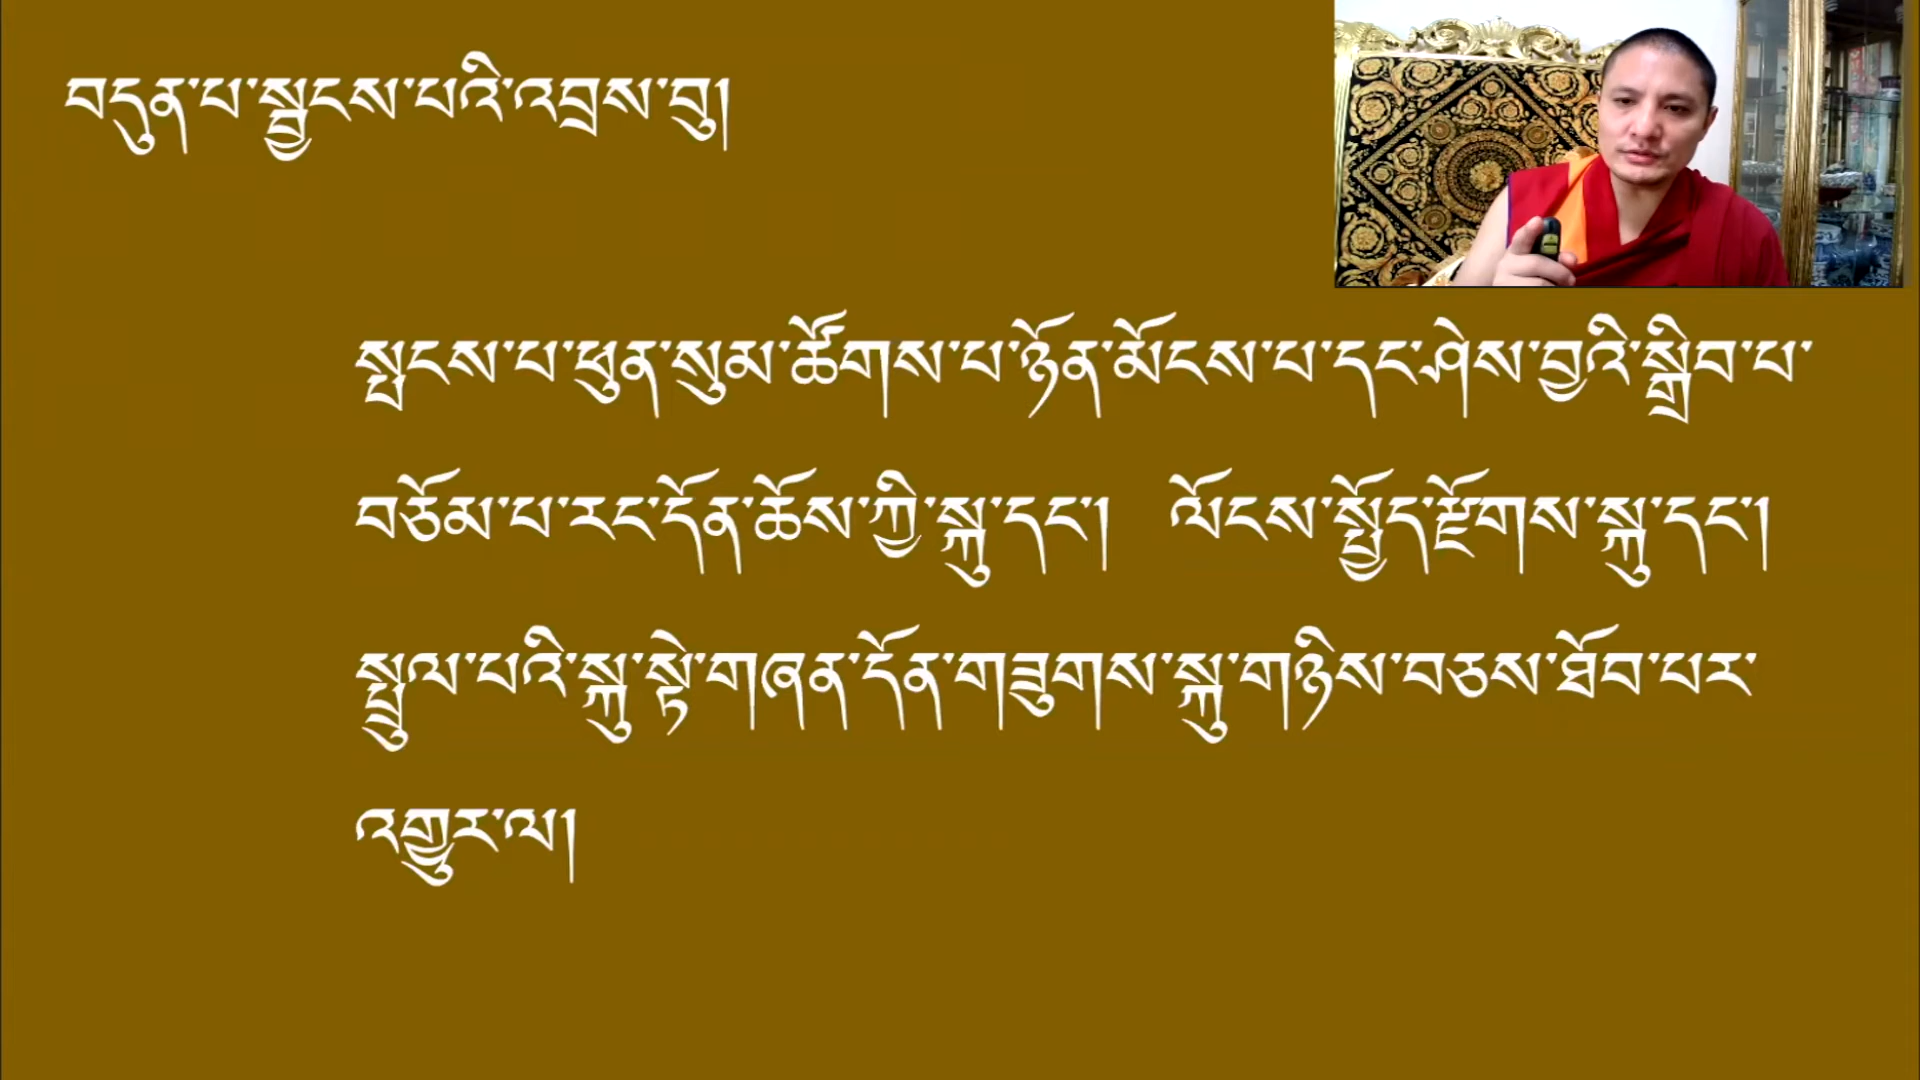 བདུན་པ་སྦྱངས་པའི་འབྲས་བུ།
སྤངས་པ་ཕུན་སུམ་ཚོགས་པ་ཉོན་མོངས་པ་དང་ཤེས་བྱའི་སྒྲིབ་པ་
བཅོམ་པ་རང་དོན་ཆོས་ཀྱི་སྐུ་དང་། ལོངས་སྤྱོད་རྫོགས་སྐུ་དང་།
སྤྲུལ་པའི་སྐུ་སྟེ་གཞན་དོན་གཟུགས་སྐུ་གཉིས་བཅས་ཐོབ་པར་
འགྱུར་ལ།